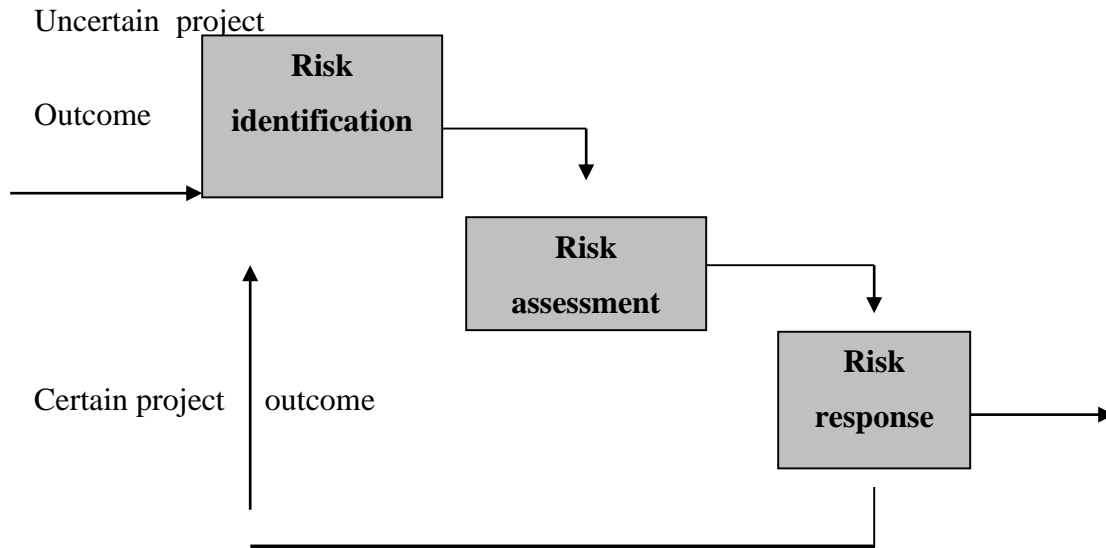 Uncertain project
Risk
identification
Outcome
Risk
assessment
Risk
response
Certain project outcome